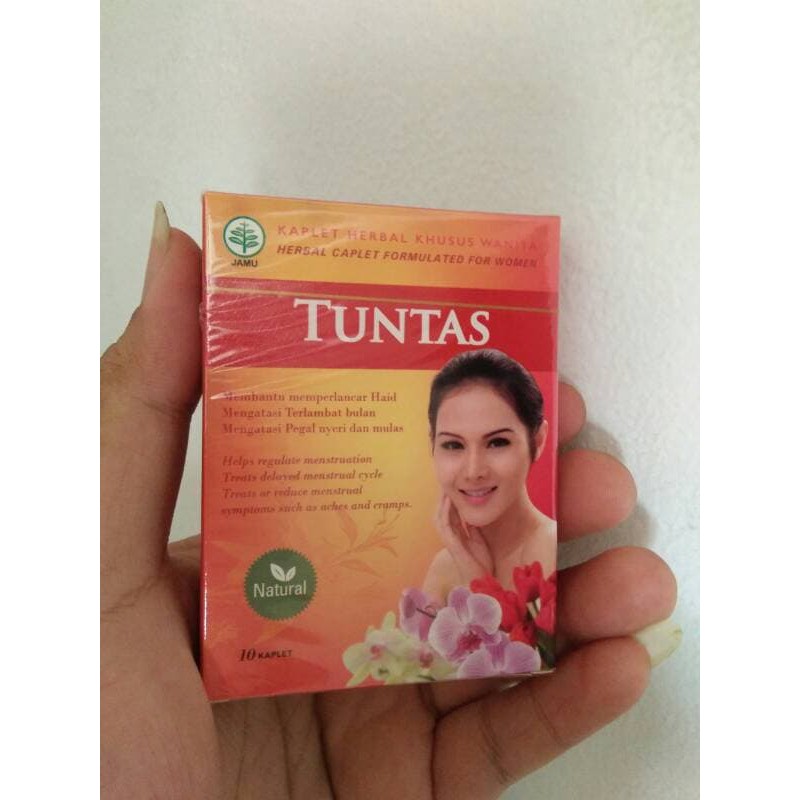 KAPLET HERBAL KHUSUS WANITA
HERBAL CAPLET FORMULATED FOR WOMEN
JAMU
TUNTAS
Membantu memperlancar Haid
Mengatasi Terlambat bulan
Mengatasi Pegal nyeri dan mulas
Helps regulate menstruation
Treats delayed menstrual cycle
Treats or reduce menstrual
symptoms such as aches and cramps.
Natural
10 KAPLET